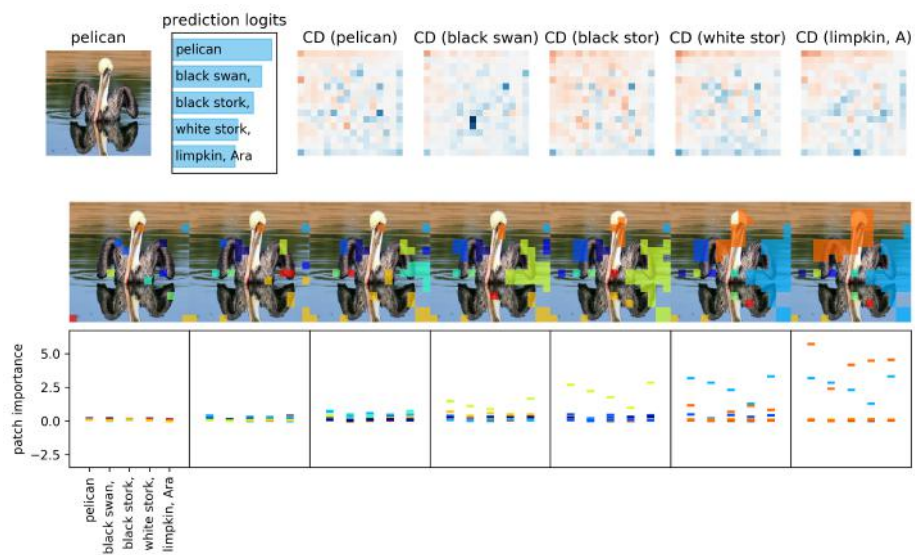 prediction logits
pelican
CD (pelican)
CD (black swan)
CD (black stor)
CD (white stor)
CD (limpkin, A)
pelican
black swan,
black stork,
white stork,
limpkin, Ara
patch importance
5.0
2.5
0.0
−2.5
pelican
black swan,
black stork,
white stork,
limpkin, Ara